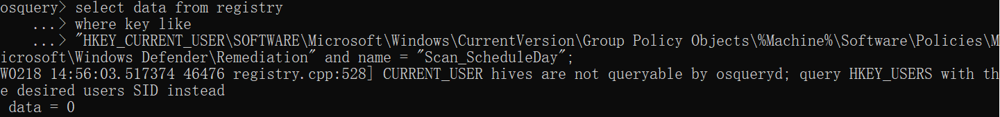 osquery> select data from registry
    ...> where key like
    ...> "HKEY_CURRENT_USER\SOFTWARE\Microsoft\Windows\CurrentVersion\Group Policy Objects\%Machine%\Software\Policies\M
icrosoft\Windows Defender\Remediation" and name = "Scan_ScheduleDay";
W0218 14:56:03.517374 46476 registry.cpp:528] CURRENT_USER hives are not queryable by osqueryd; query HKEY_USERS with th
e desired users SID instead
 data = 0